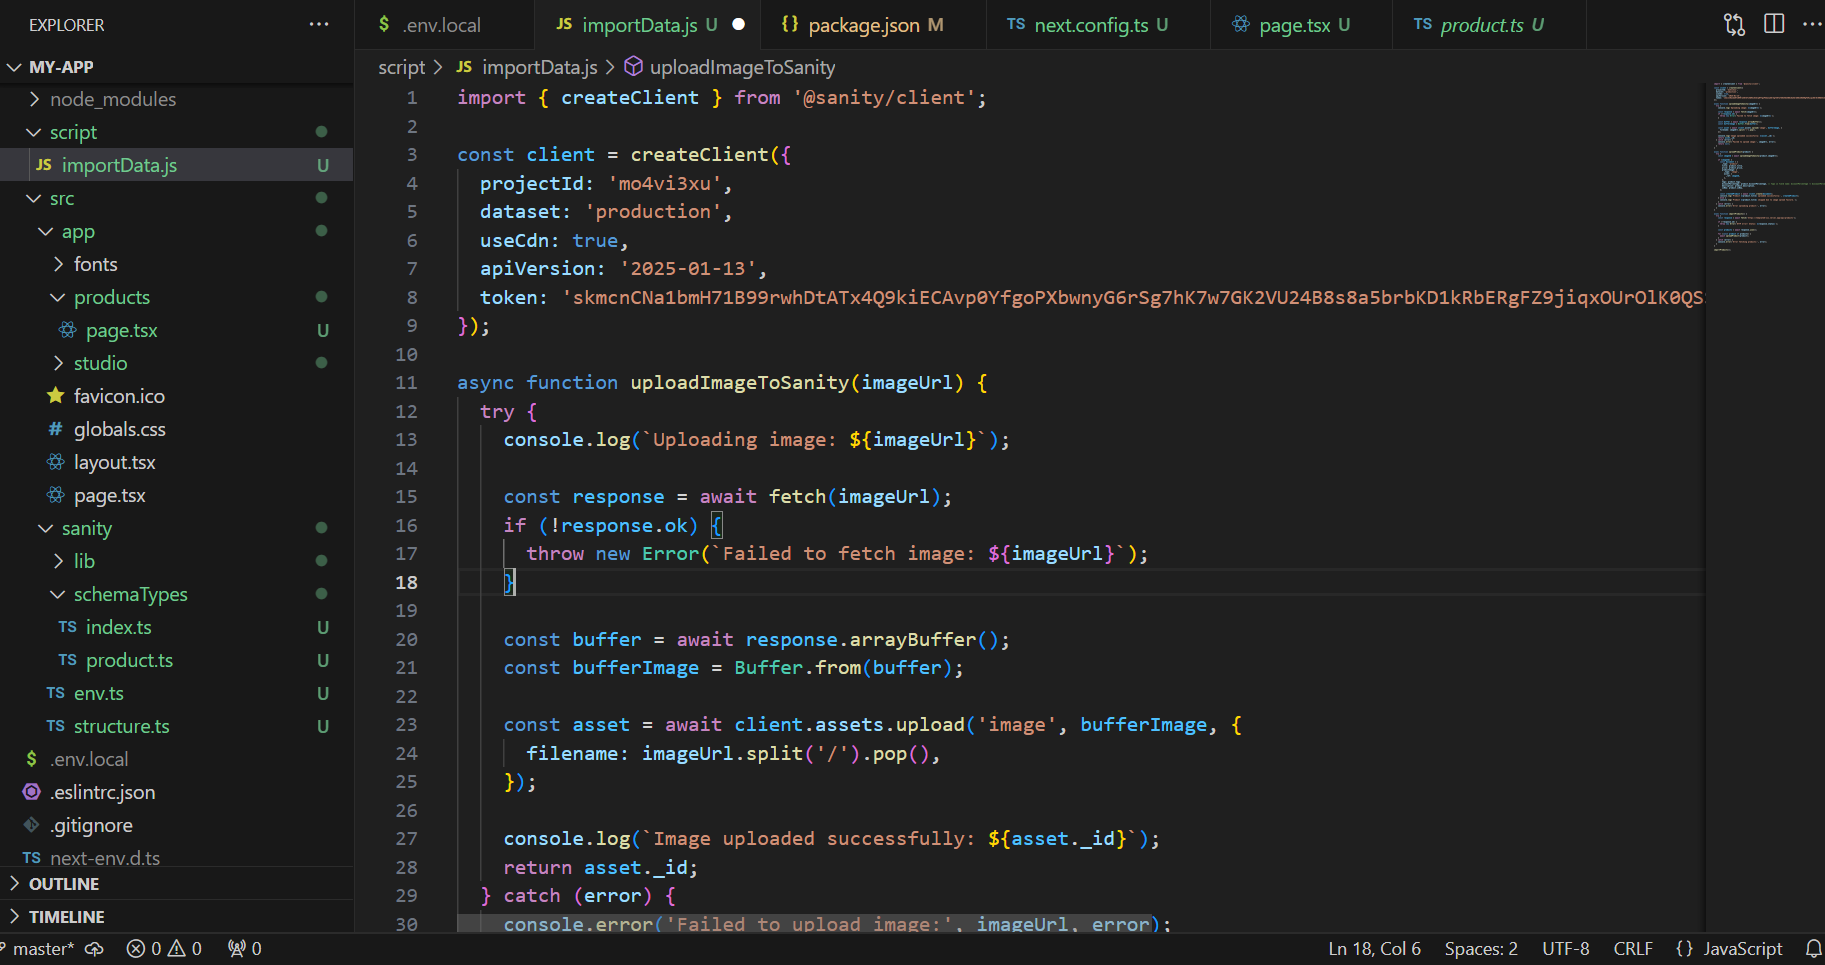 EXPLORER
MY-APP
node_modules
script
importData.js U
src
app
fonts
products
page.tsx U
studio
favicon.ico
globals.css
layout.tsx
page.tsx
sanity
lib
schemaTypes
index.ts U
product.ts U
env.ts U
structure.ts U
.env.local
.eslintrc.json
.gitignore
next-env.d.ts
OUTLINE
TIMELINE
$ .env.local
JS importData.js U
{} package.json M
TS next.config.ts U
page.tsx U
TS product.ts U
script > JS importData.js > uploadImageToSanity
1 import { createClient } from '@sanity/client';
2
3 const client = createClient({
4 projectId: 'mo4vi3xu',
5 dataset: 'production',
6 useCdn: true,
7 apiVersion: '2025-01-13',
8 token: '
9 });
10
11 async function uploadImageToSanity(imageUrl) {
12 try {
13 console.log(`Uploading image: ${imageUrl}`);
14
15 const response = await fetch(imageUrl);
16 if (!response.ok) {
17 throw new Error(`Failed to fetch image: ${imageUrl}`);
18 }
19
20 const buffer = await response.arrayBuffer();
21 const bufferImage = Buffer.from(buffer);
22
23 const asset = await client.assets.upload('image', bufferImage, {
24 filename: imageUrl.split('/').pop(),
25 });
26
27 console.log(`Image uploaded successfully: ${asset._id}`);
28 return asset._id;
29 } catch (error) {
30 console.error('Failed to upload image:', imageUrl, error);
master* 0 0 0 Ln 18, Col 6 Spaces: 2 UTF-8 CRLF {} JavaScript